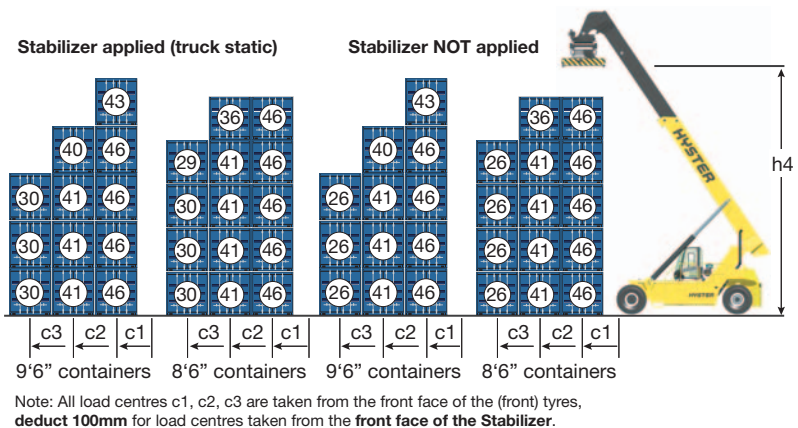 Stabilizer applied (truck static)
Stabilizer NOT applied
43
40 46
30 41 46
30 41 46
30 41 46
36 46
29 41 46
30 41 46
30 41 46
30 41 46
43
40 46
26 41 46
26 41 46
26 41 46
36 46
26 41 46
26 41 46
26 41 46
26 41 46
HYSTER
HYSTER
h4
c3 c2 c1
c3 c2 c1
c3 c2 c1
c3 c2 c1
9‘6” containers
8‘6” containers
9‘6” containers
8‘6” containers
Note: All load centres c1, c2, c3 are taken from the front face of the (front) tyres,
deduct 100mm for load centres taken from the front face of the Stabilizer.